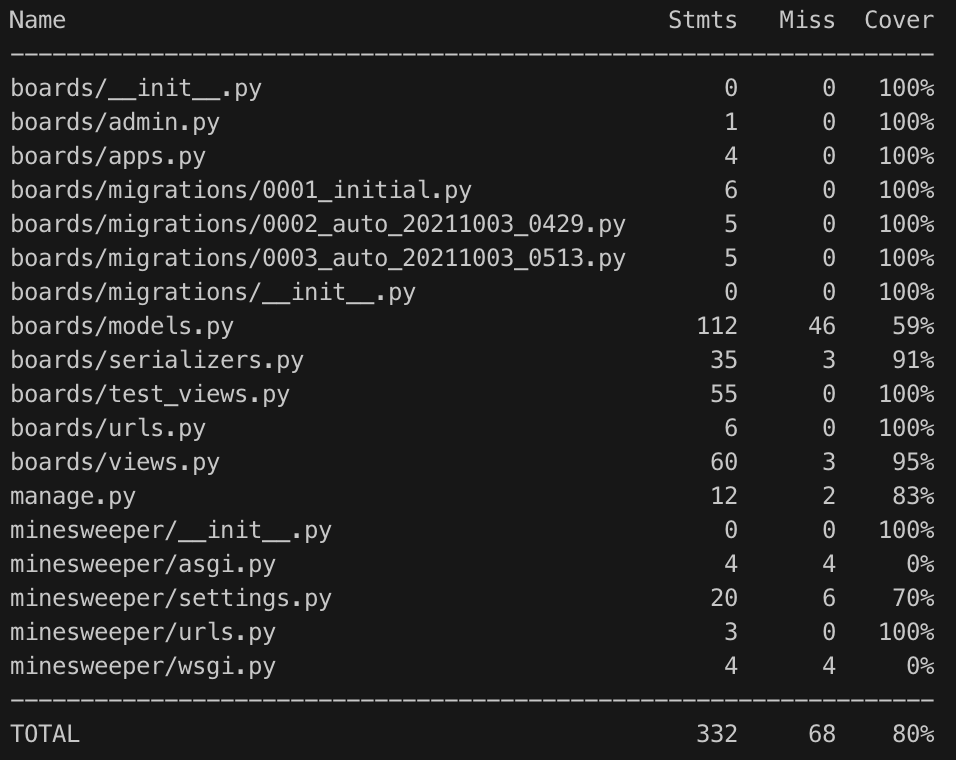 Name Stmts Miss Cover
------------------------------------------------------------------
boards/__init__.py 0 0 100%
boards/admin.py 1 0 100%
boards/apps.py 4 0 100%
boards/migrations/0001_initial.py 6 0 100%
boards/migrations/0002_auto_20211003_0429.py 5 0 100%
boards/migrations/0003_auto_20211003_0513.py 5 0 100%
boards/migrations/__init__.py 0 0 100%
boards/models.py 112 46 59%
boards/serializers.py 35 3 91%
boards/test_views.py 55 0 100%
boards/urls.py 6 0 100%
boards/views.py 60 3 95%
manage.py 12 2 83%
minesweeper/__init__.py 0 0 100%
minesweeper/asgi.py 4 4 0%
minesweeper/settings.py 20 6 70%
minesweeper/urls.py 3 0 100%
minesweeper/wsgi.py 4 4 0%
------------------------------------------------------------------
TOTAL 332 68 80%